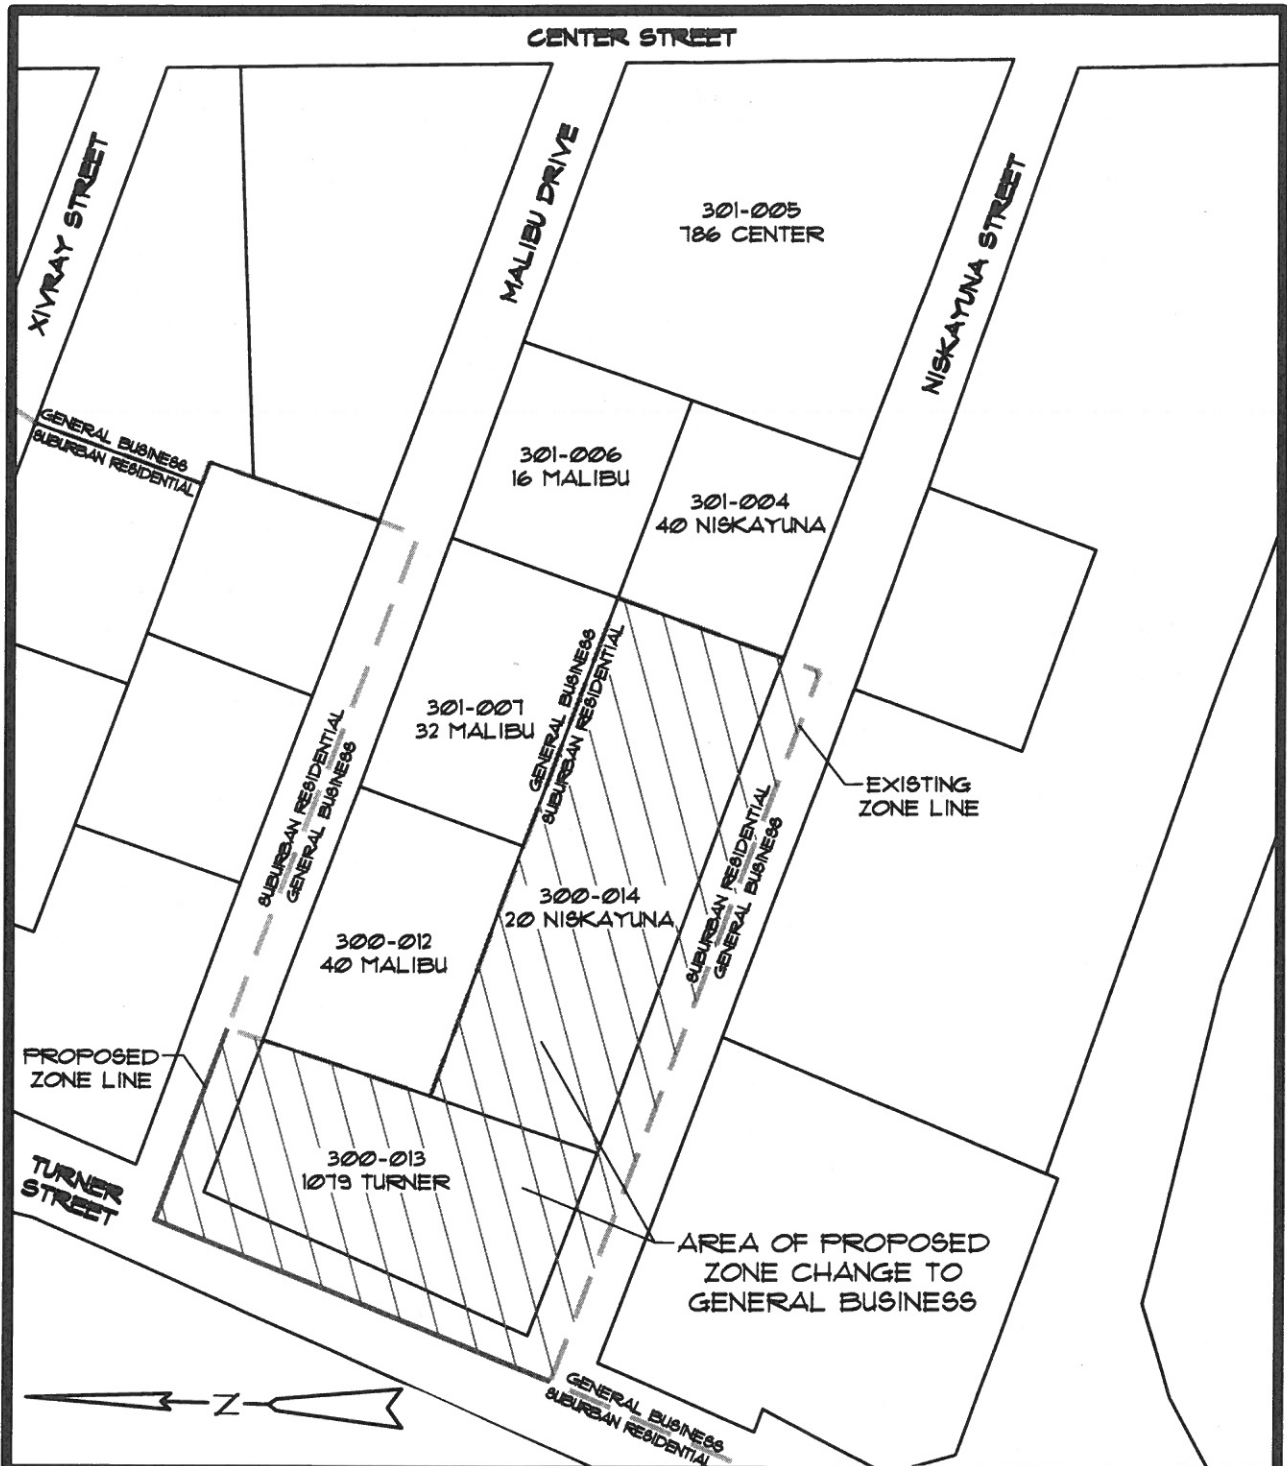 CENTER STREET
XIVRAY STREET
MALIBU DRIVE
NISKAYUNA STREET
301-005
786 CENTER
GENERAL BUSINESS
SUBURBAN RESIDENTIAL
301-006
16 MALIBU
301-004
40 NISKAYUNA
301-007
32 MALIBU
GENERAL BUSINESS
SUBURBAN RESIDENTIAL
SUBURBAN RESIDENTIAL
GENERAL BUSINESS
EXISTING
ZONE LINE
SUBURBAN RESIDENTIAL
GENERAL BUSINESS
300-014
20 NISKAYUNA
300-012
40 MALIBU
PROPOSED
ZONE LINE
300-013
1079 TURNER
TURNER
STREET
AREA OF PROPOSED
ZONE CHANGE TO
GENERAL BUSINESS
GENERAL BUSINESS
SUBURBAN RESIDENTIAL
Z